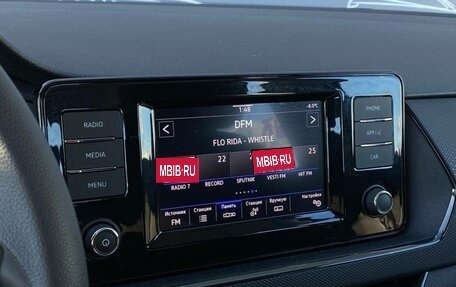 1:48
-8.0°C
DFM
FLO RIDA - WHISTLE
22
25
MBIB.RU
MBIB.RU
RADIO 7 RECORD SPUTNIK VESTI FM HIT FM
Источник Станции Память Станция Вручную Настройки
FM
RADIO
MEDIA
MENU
PHONE
APP
CAR